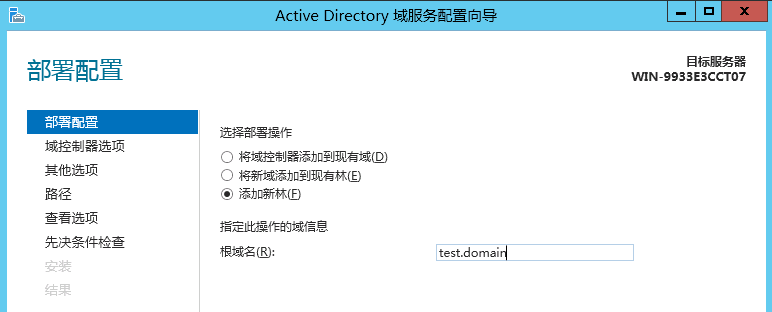 Active Directory 域服务配置向导
部署配置
目标服务器
WIN-9933E3CCT07
部署配置
域控制器选项
其他选项
路径
查看选项
先决条件检查
安装
结果
选择部署操作
将域控制器添加到现有域(D)
将新域添加到现有林(E)
添加新林(F)
指定此操作的域信息
根域名(R): test.domain